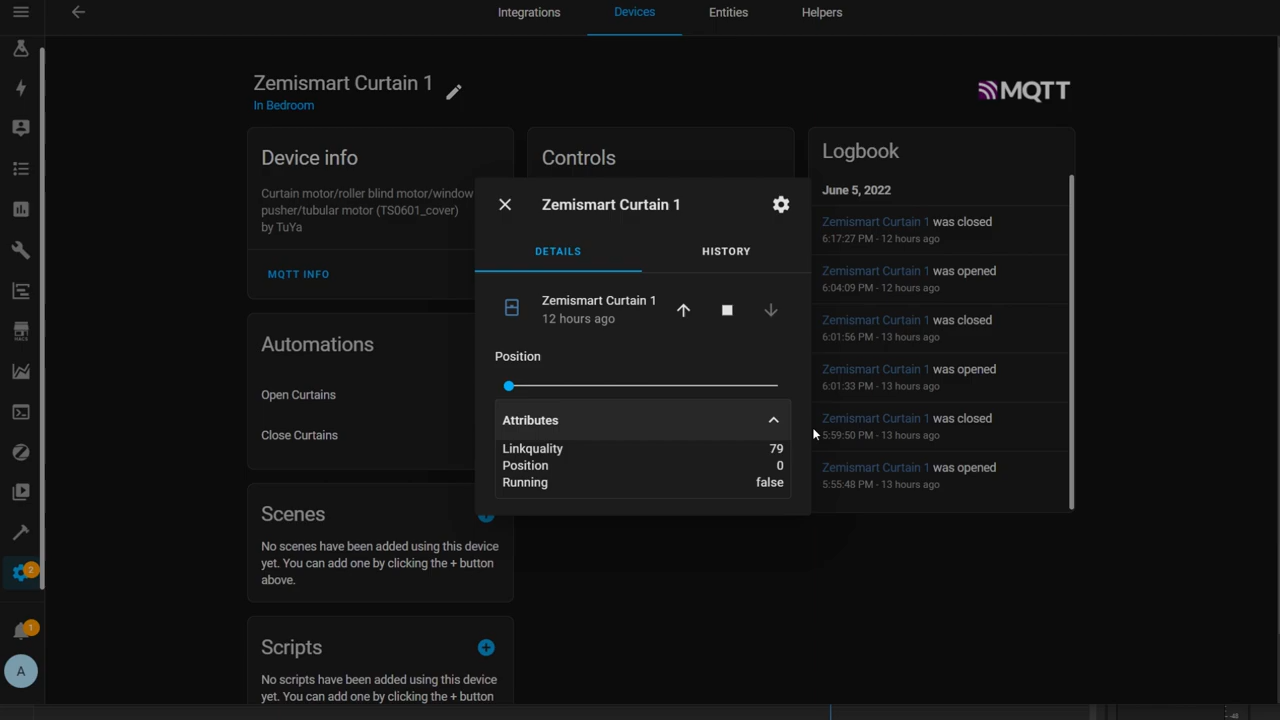 Integrations
Devices
Entities
Helpers
Zemismart Curtain 1
In Bedroom
MQTT
Device info
Curtain motor/roller blind motor/window
pusher/tubular motor (TS0601_cover)
by TuYa
MQTT INFO
Automations
Open Curtains
Close Curtains
Scenes
No scenes have been added using this device
yet. You can add one by clicking the + button
above.
Scripts
No scripts have been added using this device
yet. You can add one by clicking the + button
Controls
Zemismart Curtain 1
DETAILS
HISTORY
Zemismart Curtain 1
12 hours ago
Position
Attributes
Linkquality 79
Position 0
Running false
Logbook
June 5, 2022
Zemismart Curtain 1 was closed
6:17:27 PM - 12 hours ago
Zemismart Curtain 1 was opened
6:04:09 PM - 12 hours ago
Zemismart Curtain 1 was closed
6:01:56 PM - 13 hours ago
Zemismart Curtain 1 was opened
6:01:33 PM - 13 hours ago
Zemismart Curtain 1 was closed
5:59:50 PM - 13 hours ago
Zemismart Curtain 1 was opened
5:55:48 PM - 13 hours ago
HACS
2
1
A